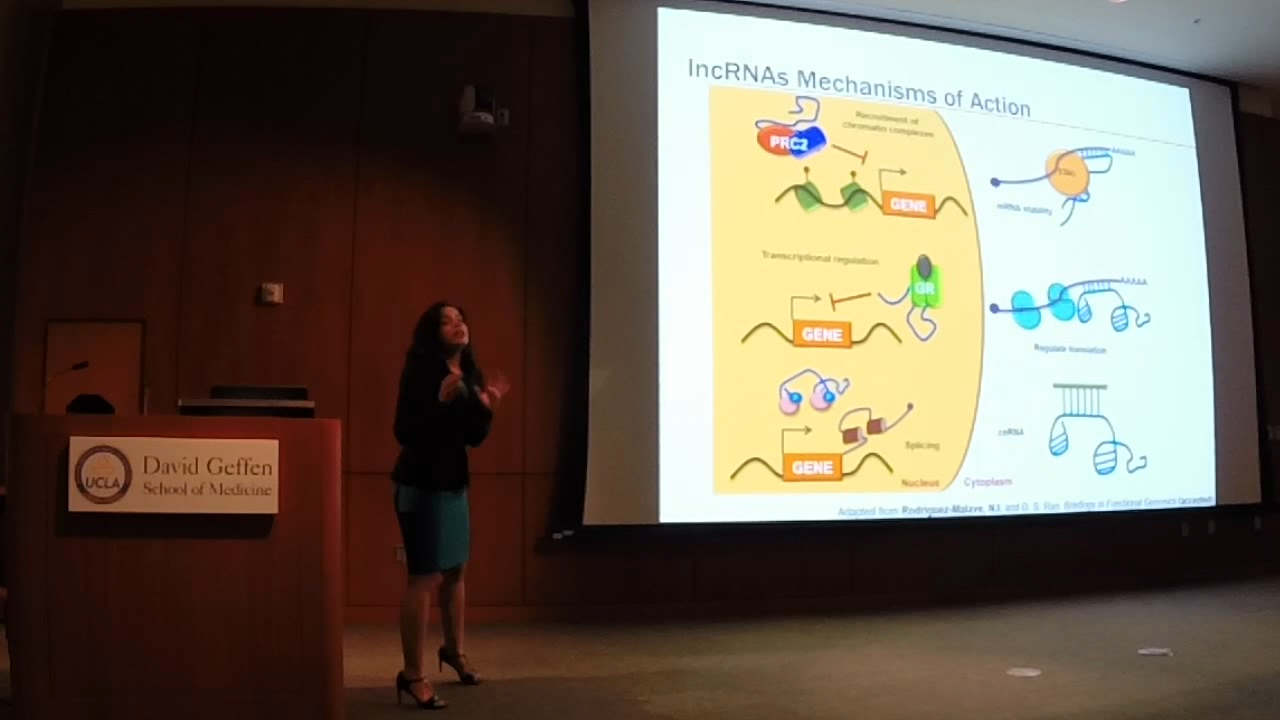 lncRNAs Mechanisms of Action
Recruitment of
chromatin complexes
PRC2
GENE
Transcriptional regulation
GR
GENE
Splicing
GENE
Nucleus
Cytoplasm
mRNA stability
Regulate translation
ceRNA
Adapted from Rodriguez-Malave, N.I. and D. S. Rao. Briefings in Functional Genomics (accepted)
UCLA
David Geffen
School of Medicine